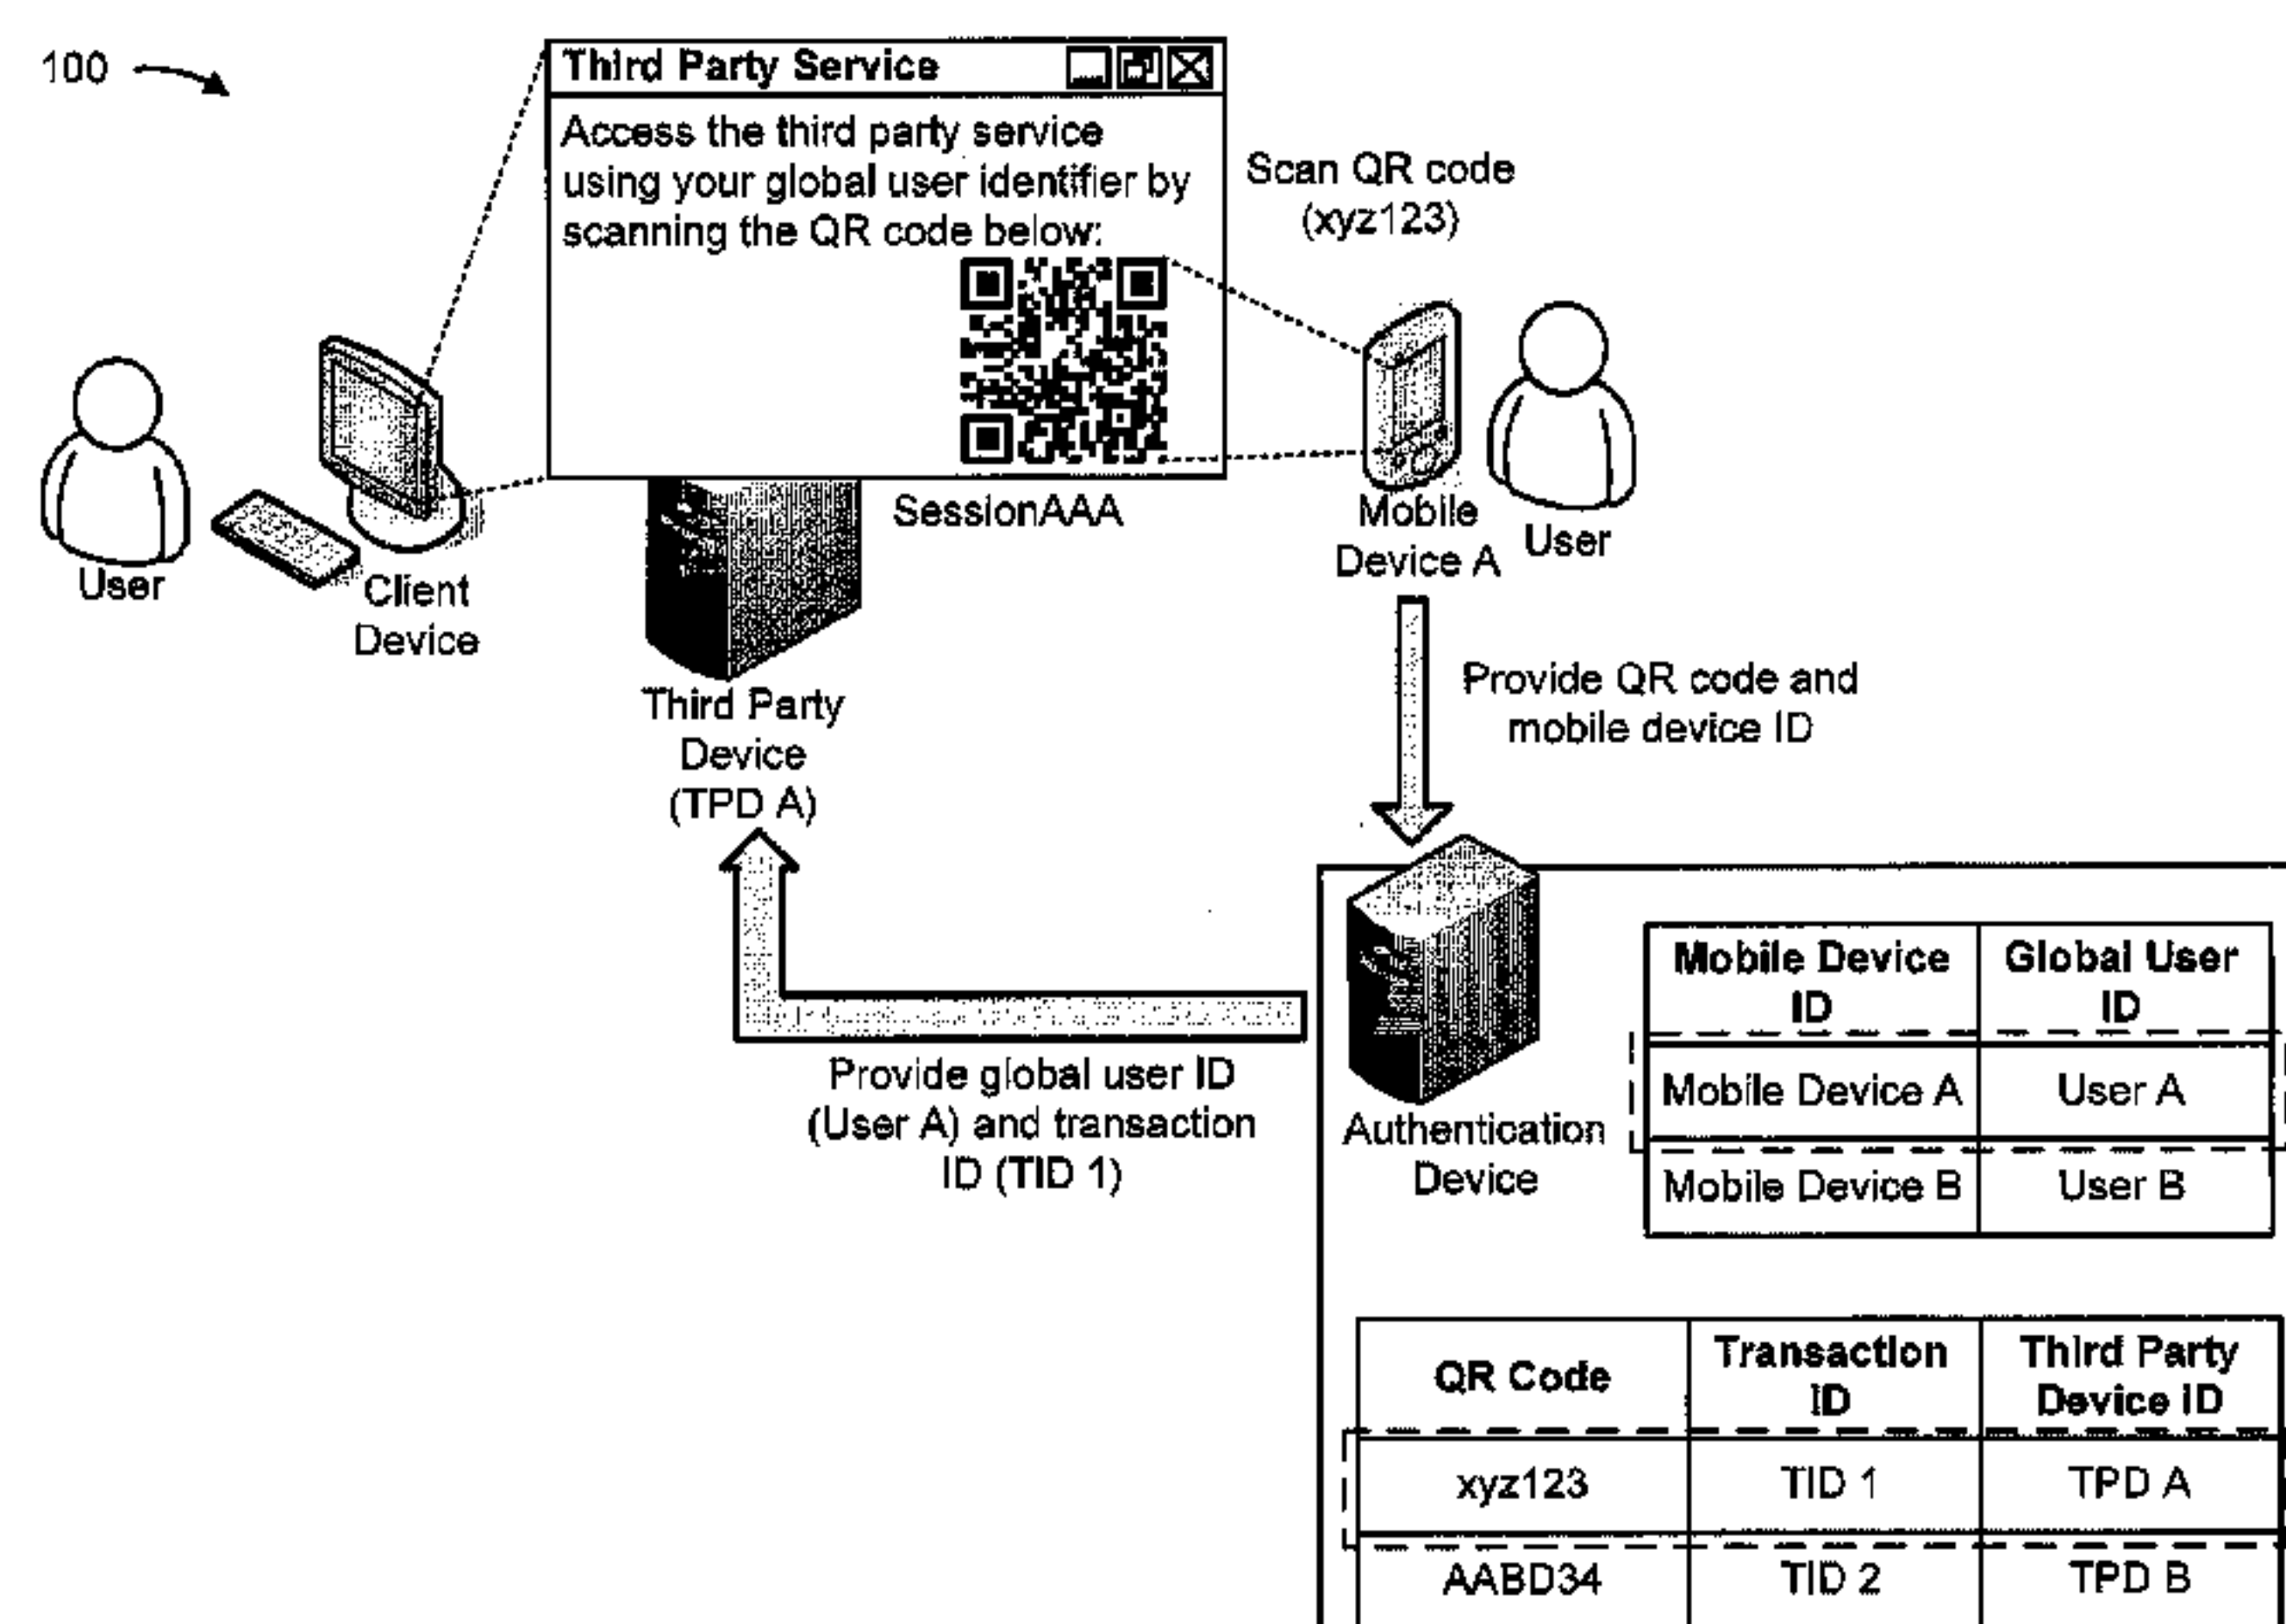 100
Third Party Service
Access the third party service
using your global user identifier by
scanning the QR code below:
Scan QR code
(xyz123)
SessionAAA
User
Client
Device
Mobile
Device A
User
Third Party
Device
(TPD A)
Provide QR code and
mobile device ID
Provide global user ID
(User A) and transaction
ID (TID 1)
Authentication
Device
Mobile Device
ID
Global User
ID
Mobile Device A
User A
Mobile Device B
User B
QR Code
Transaction
ID
Third Party
Device ID
xyz123
TID 1
TPD A
AABD34
TID 2
TPD B